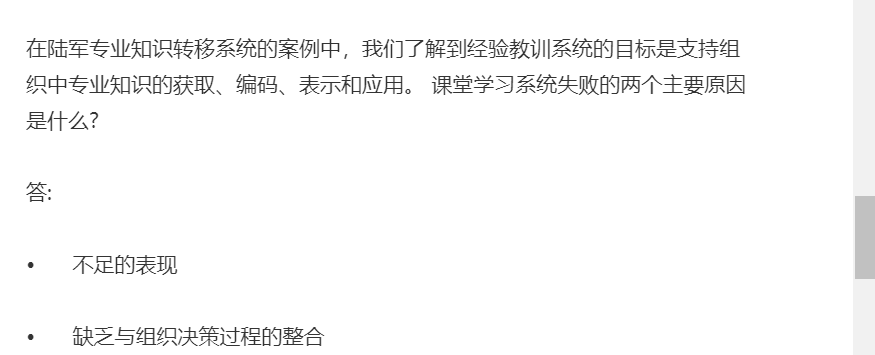 在陆军专业知识转移系统的案例中，我们了解到经验教训系统的目标是支持组
织中专业知识的获取、编码、表示和应用。 课堂学习系统失败的两个主要原因
是什么?
答:
• 不足的表现
• 缺乏与组织决策过程的整合